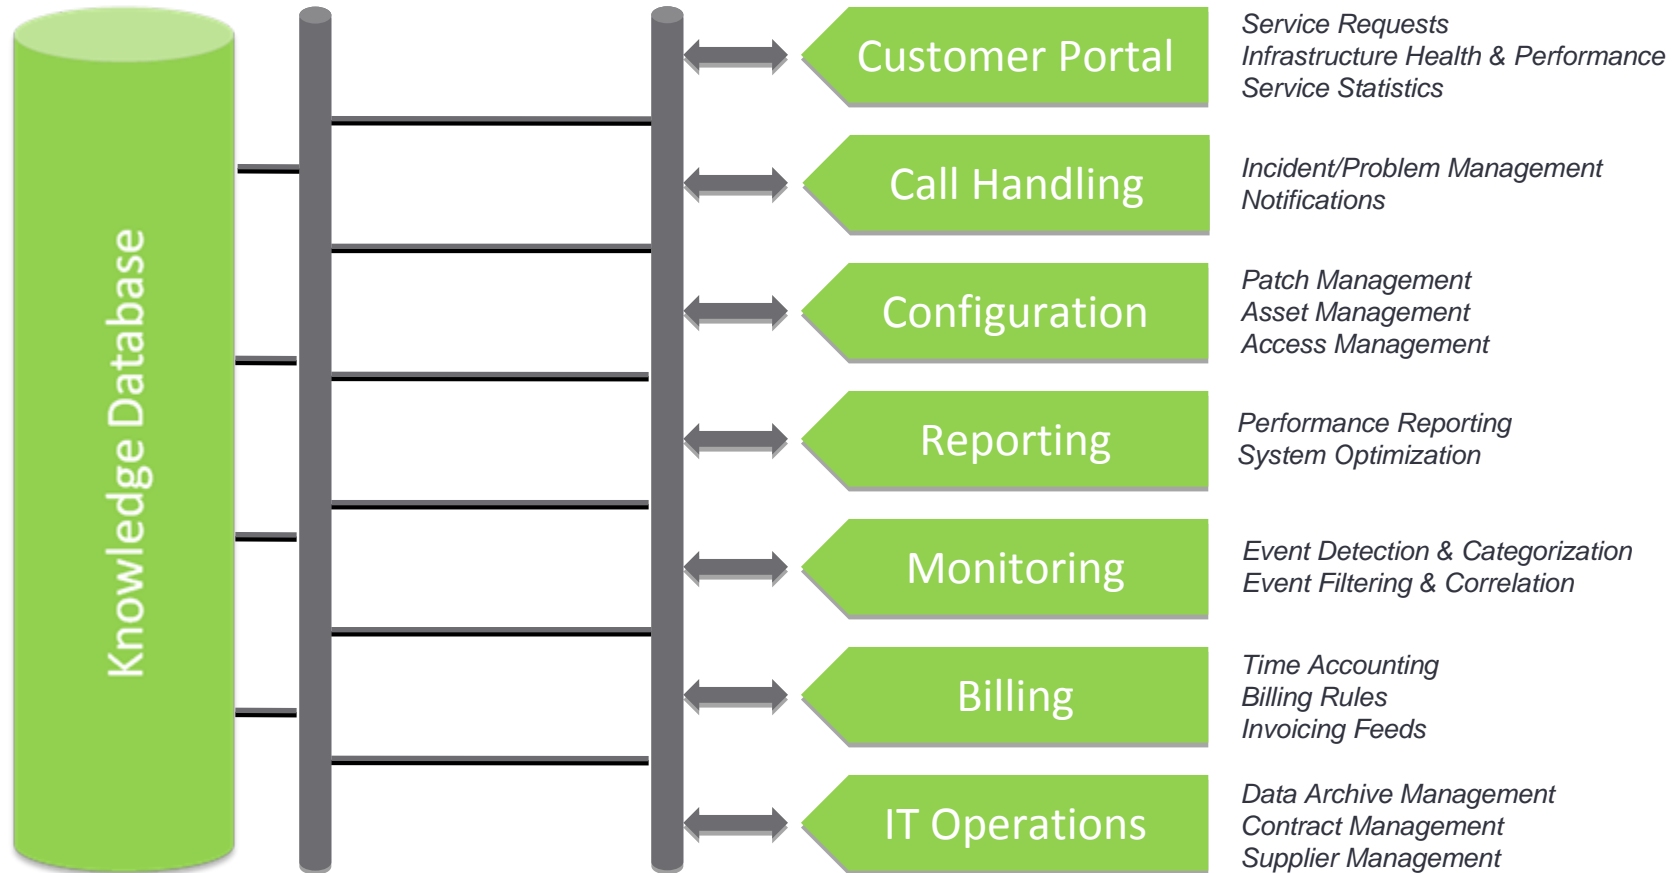 Knowledge Database
Customer Portal
Service Requests
Infrastructure Health & Performance
Service Statistics
Call Handling
Incident/Problem Management
Notifications
Configuration
Patch Management
Asset Management
Access Management
Reporting
Performance Reporting
System Optimization
Monitoring
Event Detection & Categorization
Event Filtering & Correlation
Billing
Time Accounting
Billing Rules
Invoicing Feeds
IT Operations
Data Archive Management
Contract Management
Supplier Management